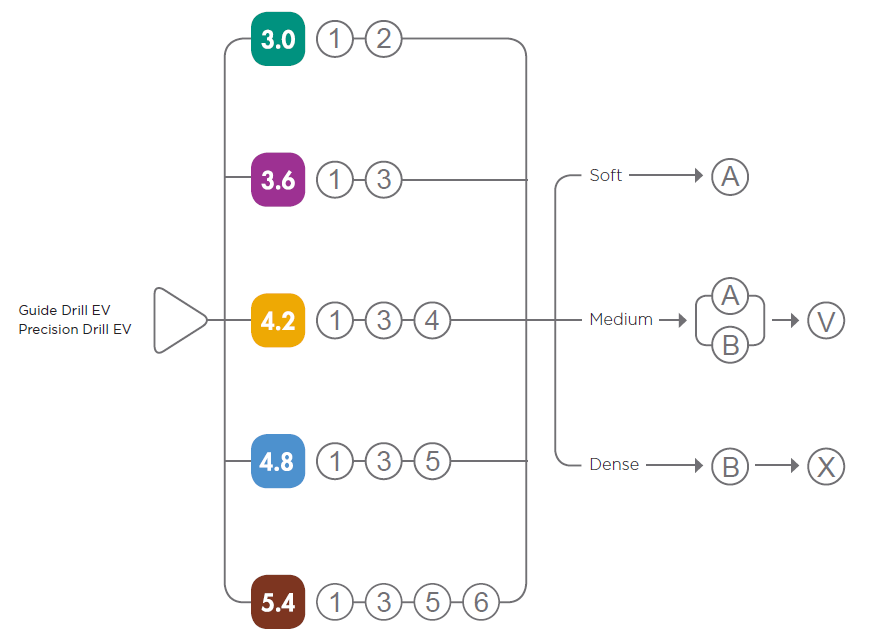 3.0 1 2
3.6 1 3
Soft A
Guide Drill EV
Precision Drill EV
4.2 1 3 4
Medium A B V
4.8 1 3 5
Dense B X
5.4 1 3 5 6